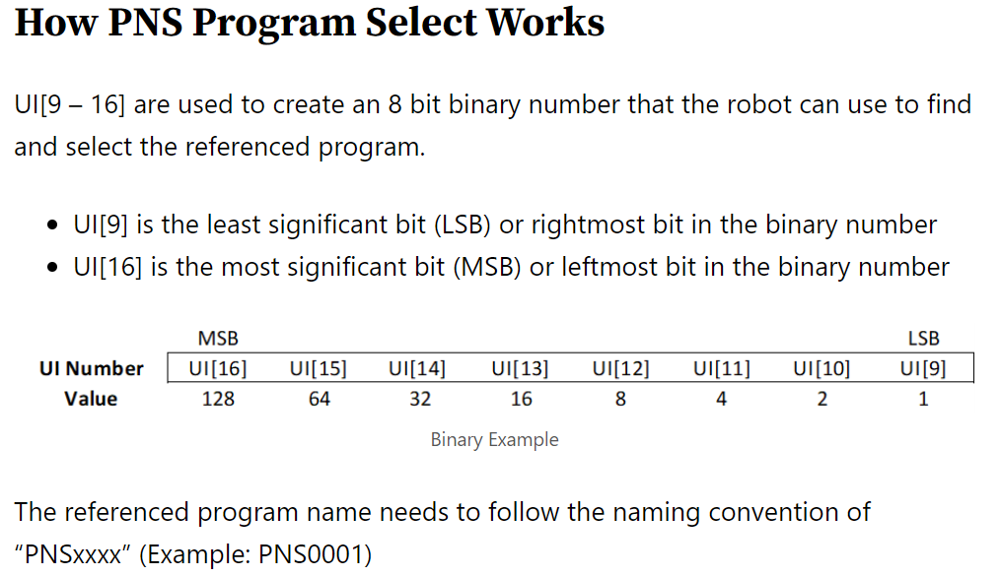 How PNS Program Select Works
UI[9 – 16] are used to create an 8 bit binary number that the robot can use to find
and select the referenced program.
• UI[9] is the least significant bit (LSB) or rightmost bit in the binary number
• UI[16] is the most significant bit (MSB) or leftmost bit in the binary number
MSB LSB
UI Number UI[16] UI[15] UI[14] UI[13] UI[12] UI[11] UI[10] UI[9]
Value 128 64 32 16 8 4 2 1
Binary Example
The referenced program name needs to follow the naming convention of
“PNSxxxx” (Example: PNS0001)